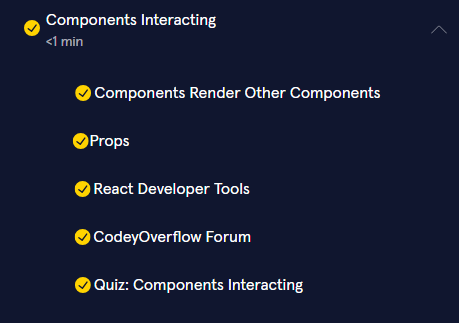 Components Interacting
<1 min
Components Render Other Components
Props
React Developer Tools
CodeyOverflow Forum
Quiz: Components Interacting